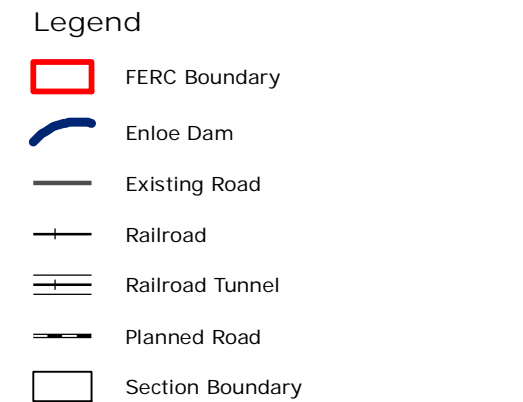 Legend
FERC Boundary
Enloe Dam
Existing Road
Railroad
Railroad Tunnel
Planned Road
Section Boundary